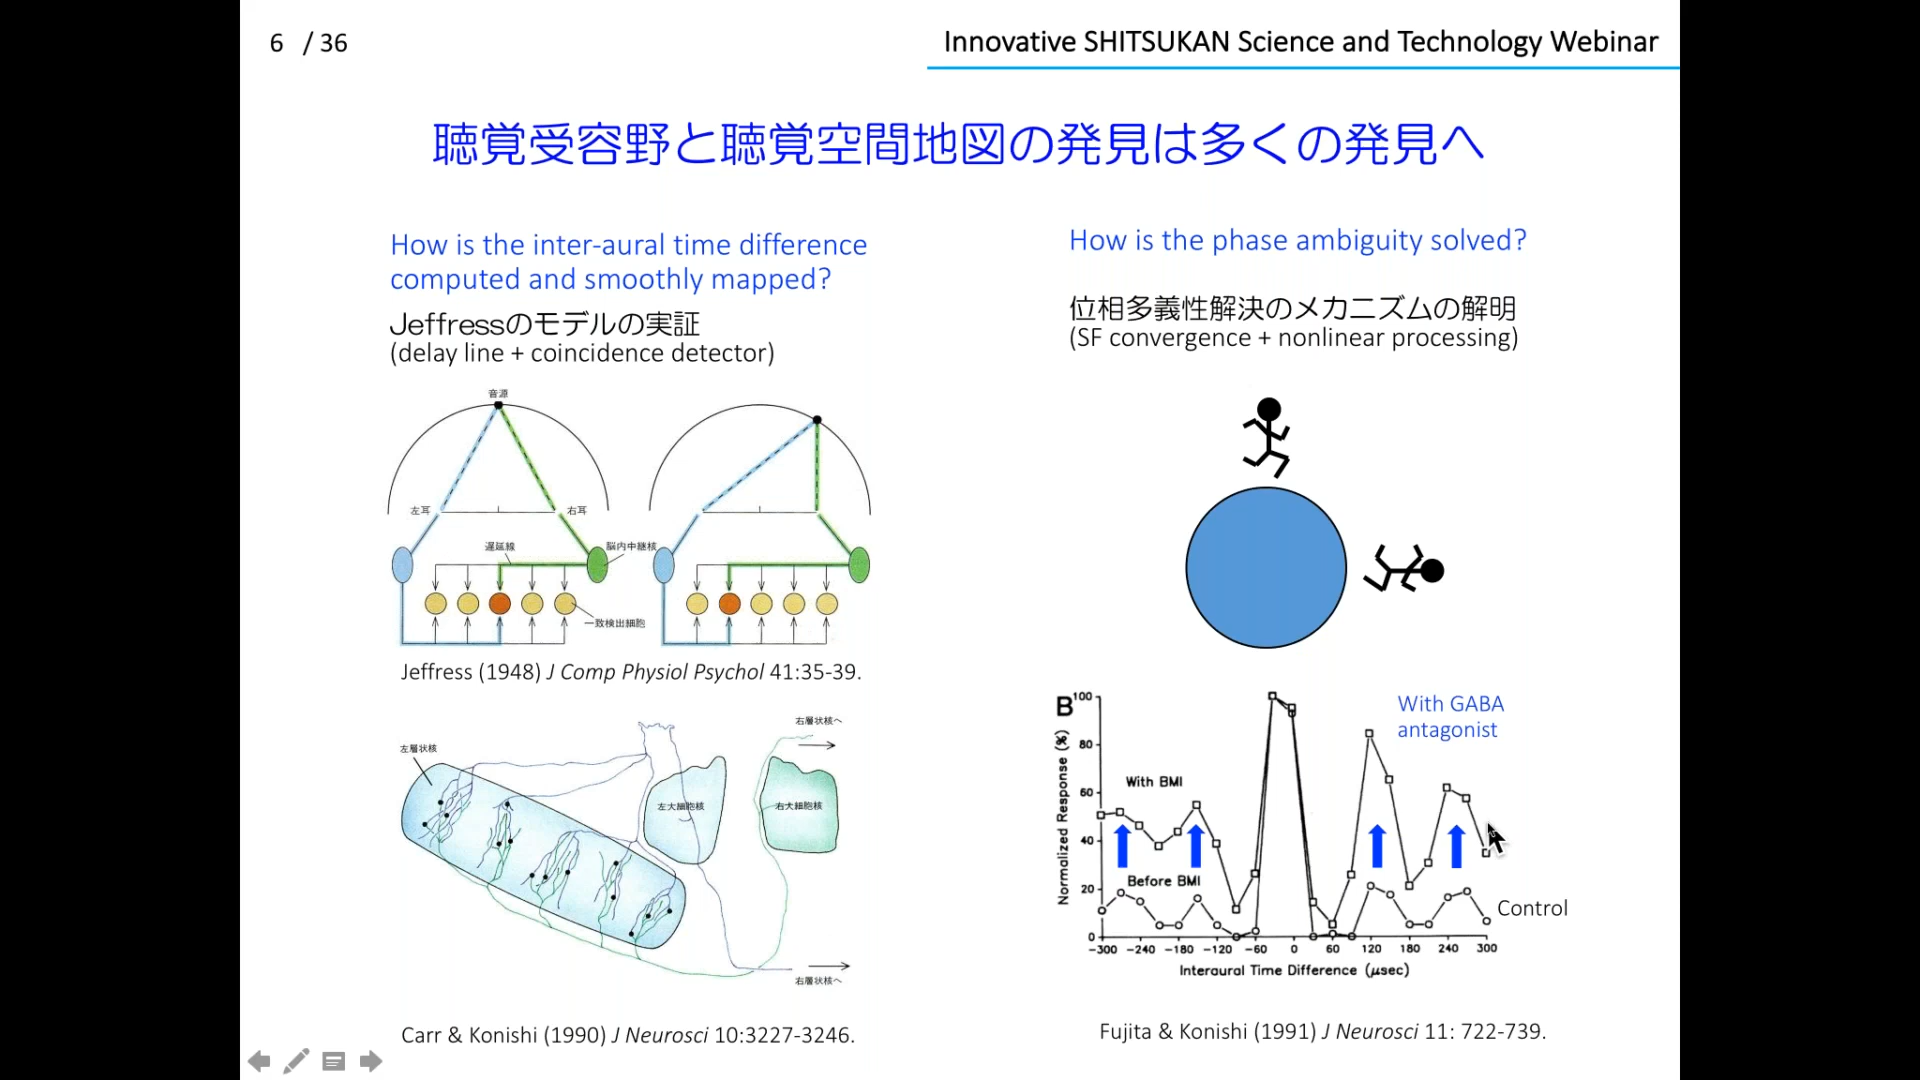 6 / 36
Innovative SHITSUKAN Science and Technology Webinar
聴覚受容野と聴覚空間地図の発見は多くの発見へ
How is the inter-aural time difference
computed and smoothly mapped?
Jeffressのモデルの実証
(delay line + coincidence detector)
音源
左耳
右耳
遅延線
脳内中継核
一致検出細胞
Jeffress (1948) J Comp Physiol Psychol 41:35-39.
右層状核へ
左層状核
左大細胞核
右大細胞核
右層状核へ
Carr & Konishi (1990) J Neurosci 10:3227-3246.
How is the phase ambiguity solved?
位相多義性解決のメカニズムの解明
(SF convergence + nonlinear processing)
B
With GABA
antagonist
Normalized Response (%)
100
80
60
40
20
0
With BMI
Before BMI
Control
-300 -240 -180 -120 -60 0 60 120 180 240 300
Interaural Time Difference (μsec)
Fujita & Konishi (1991) J Neurosci 11: 722-739.